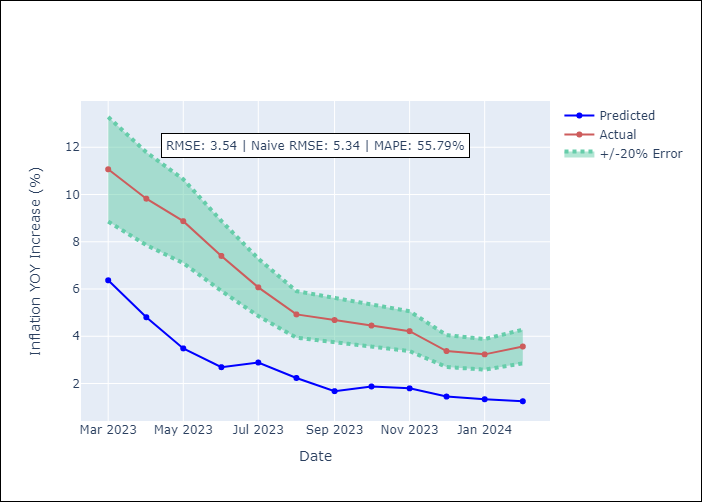 RMSE: 3.54 | Naive RMSE: 5.34 | MAPE: 55.79%
Predicted
Actual
+/-20% Error
Inflation YOY Increase (%)
12
10
8
6
4
2
Mar 2023 May 2023 Jul 2023 Sep 2023 Nov 2023 Jan 2024
Date